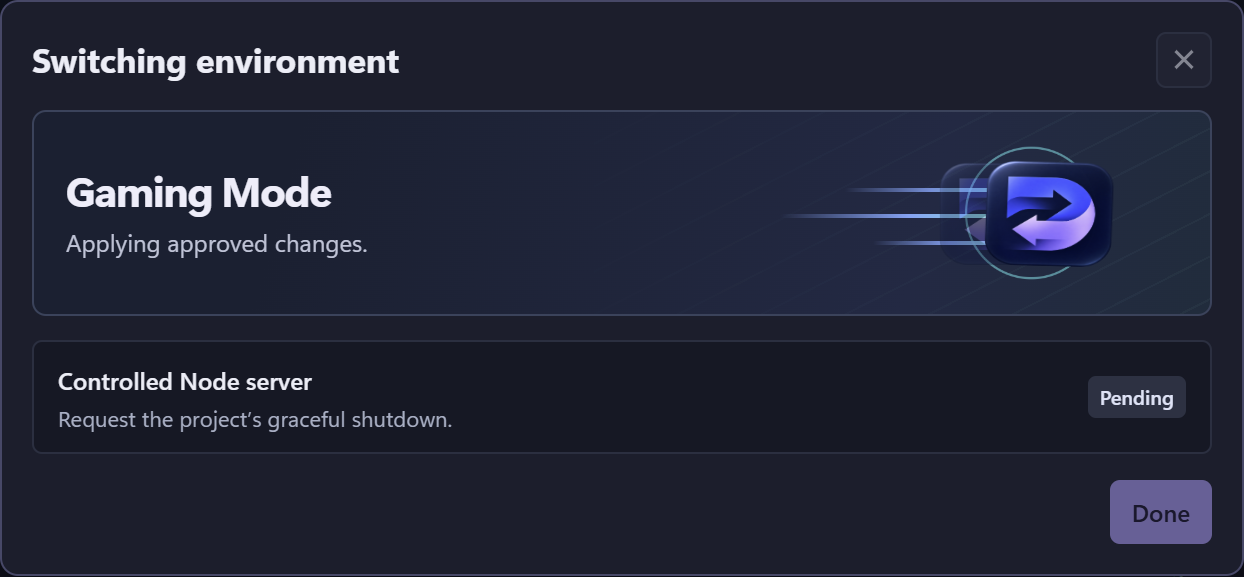 Switching environment
Gaming Mode
Applying approved changes.
Controlled Node server
Request the project’s graceful shutdown.
Pending
Done